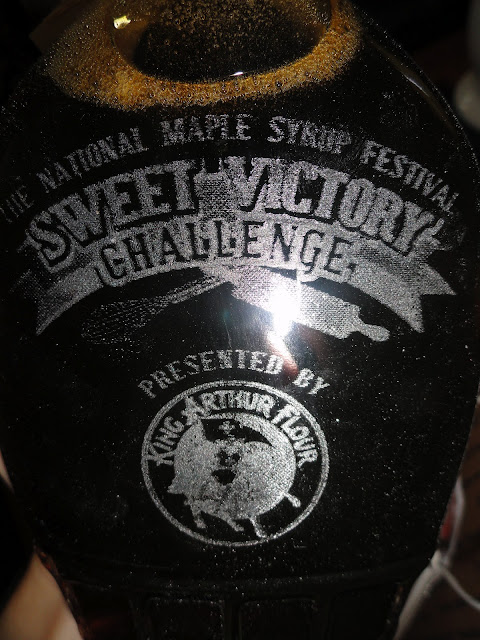 THE NATIONAL MAPLE SYRUP FESTIVAL
SWEET VICTORY
CHALLENGE
PRESENTED BY
KING ARTHUR FLOUR